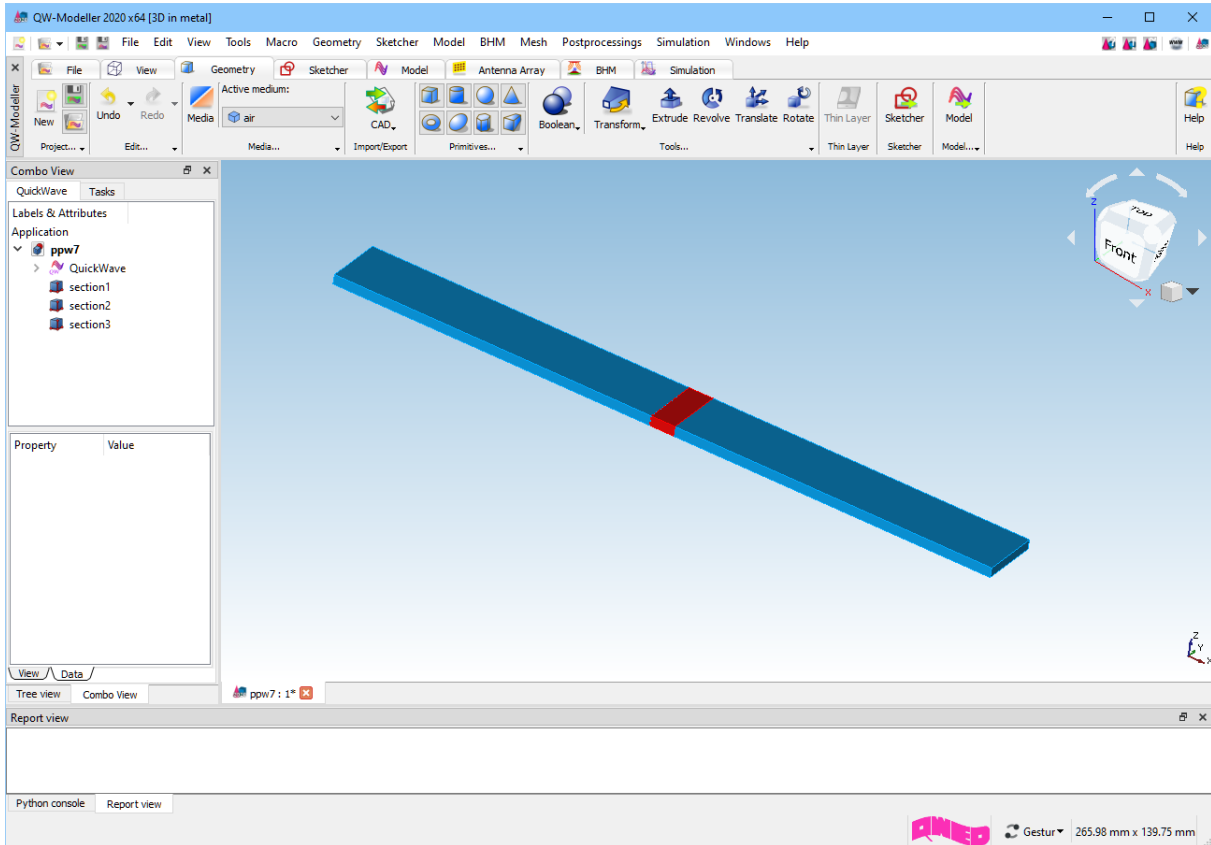 QW-Modeller 2020 x64 [3D in metal]
File Edit View Tools Macro Geometry Sketcher Model BHM Mesh Postprocessings Simulation Windows Help
File View Geometry Sketcher Model Antenna Array BHM Simulation
QW-Modeller
Active medium:
New Undo Redo Media air CAD Boolean Transform Extrude Revolve Translate Rotate Thin Layer Sketcher Model Help
Project... Edit... Media... Import/Export Primitives... Tools... Thin Layer Sketcher Model... Help
Combo View
QuickWave Tasks
Labels & Attributes
Application
ppw7
QuickWave
section1
section2
section3
Property Value
View Data
Tree view Combo View
Z
Top
Front
x
Z
Y
X
ppw7 : 1*
Report view
Python console Report view
QWED
Gestur 265.98 mm x 139.75 mm